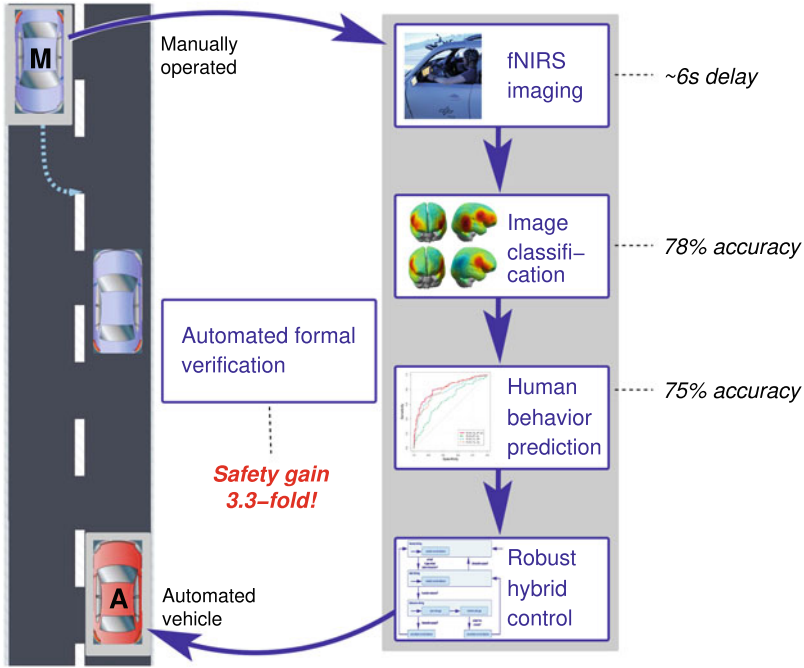 M
Manually
operated
fNIRS
imaging
~6s delay
Image
classifi–
cation
78% accuracy
Automated formal
verification
Safety gain
3.3–fold!
Human
behavior
prediction
75% accuracy
Robust
hybrid
control
A
Automated
vehicle